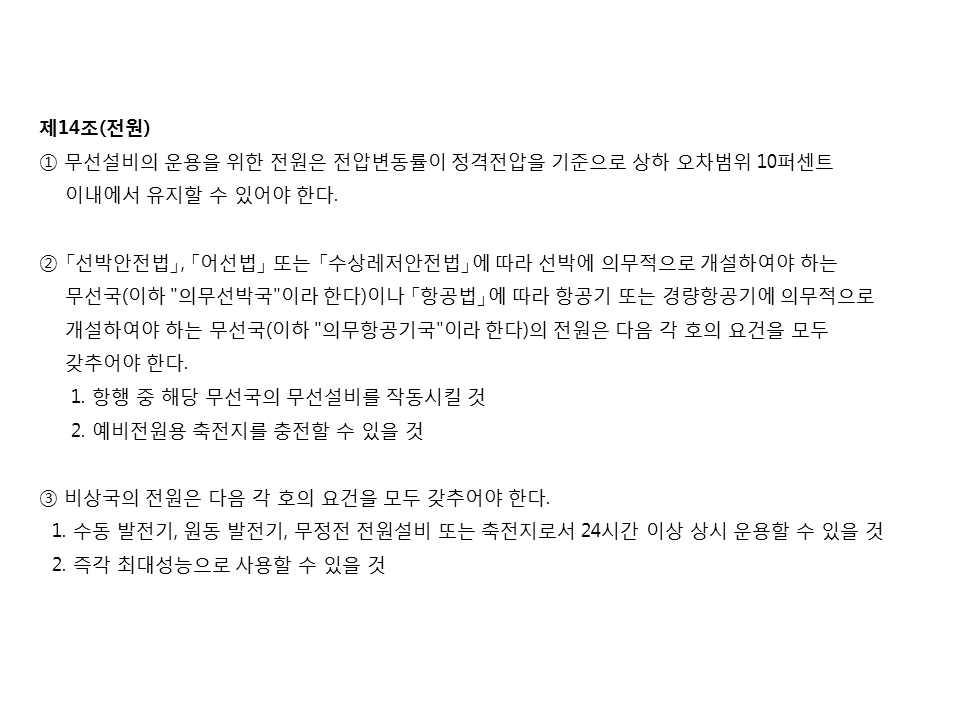 제14조(전원)
① 무선설비의 운용을 위한 전원은 전압변동률이 정격전압을 기준으로 상하 오차범위 10퍼센트
이내에서 유지할 수 있어야 한다.
② ｢선박안전법｣, ｢어선법｣ 또는 ｢수상레저안전법｣에 따라 선박에 의무적으로 개설하여야 하는
무선국(이하 "의무선박국"이라 한다)이나 ｢항공법｣에 따라 항공기 또는 경량항공기에 의무적으로
개설하여야 하는 무선국(이하 "의무항공기국"이라 한다)의 전원은 다음 각 호의 요건을 모두
갖추어야 한다.
1. 항행 중 해당 무선국의 무선설비를 작동시킬 것
2. 예비전원용 축전지를 충전할 수 있을 것
③ 비상국의 전원은 다음 각 호의 요건을 모두 갖추어야 한다.
1. 수동 발전기, 원동 발전기, 무정전 전원설비 또는 축전지로서 24시간 이상 상시 운용할 수 있을 것
2. 즉각 최대성능으로 사용할 수 있을 것